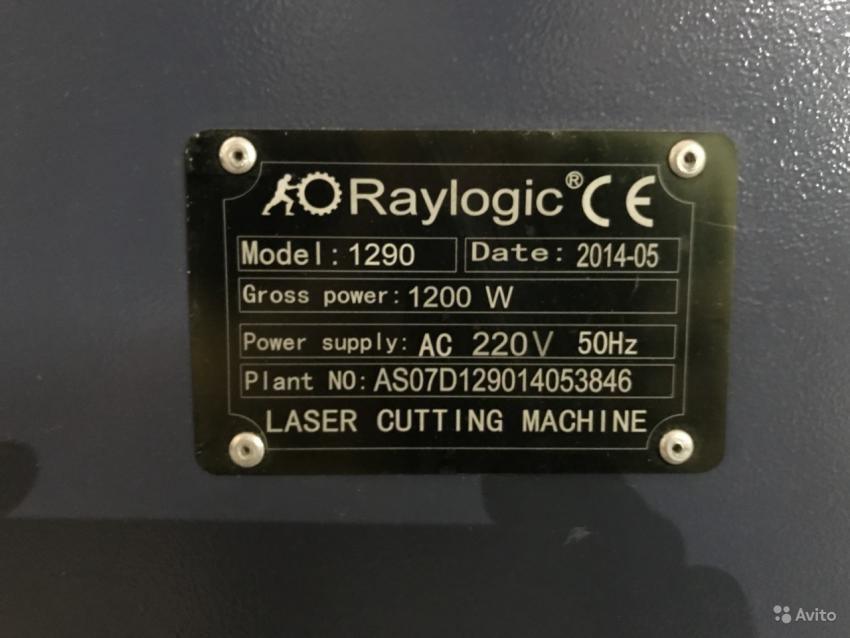 Raylogic® CE
Model: 1290 Date: 2014-05
Gross power: 1200 W
Power supply: AC 220V 50Hz
Plant NO: AS07D129014053846
LASER CUTTING MACHINE
Avito